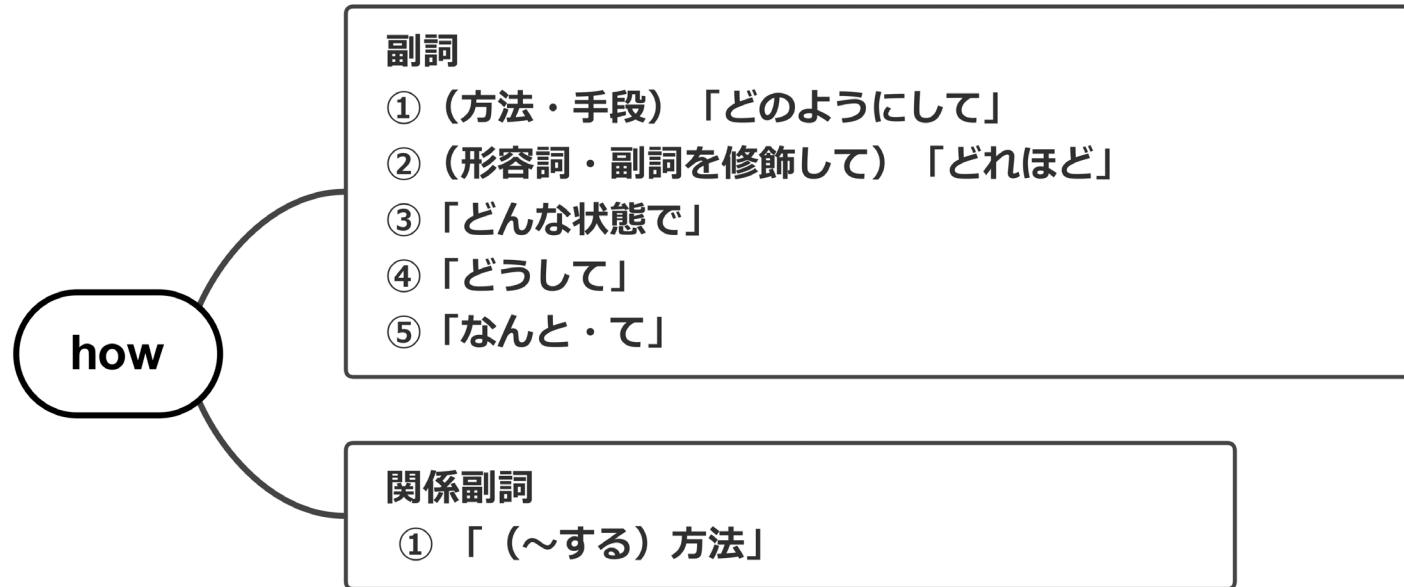 how
副詞
①（方法・手段）「どのようにして」
②（形容詞・副詞を修飾して）「どれほど」
③「どんな状態で」
④「どうして」
⑤「なんと・て」
関係副詞
① 「（〜する）方法」